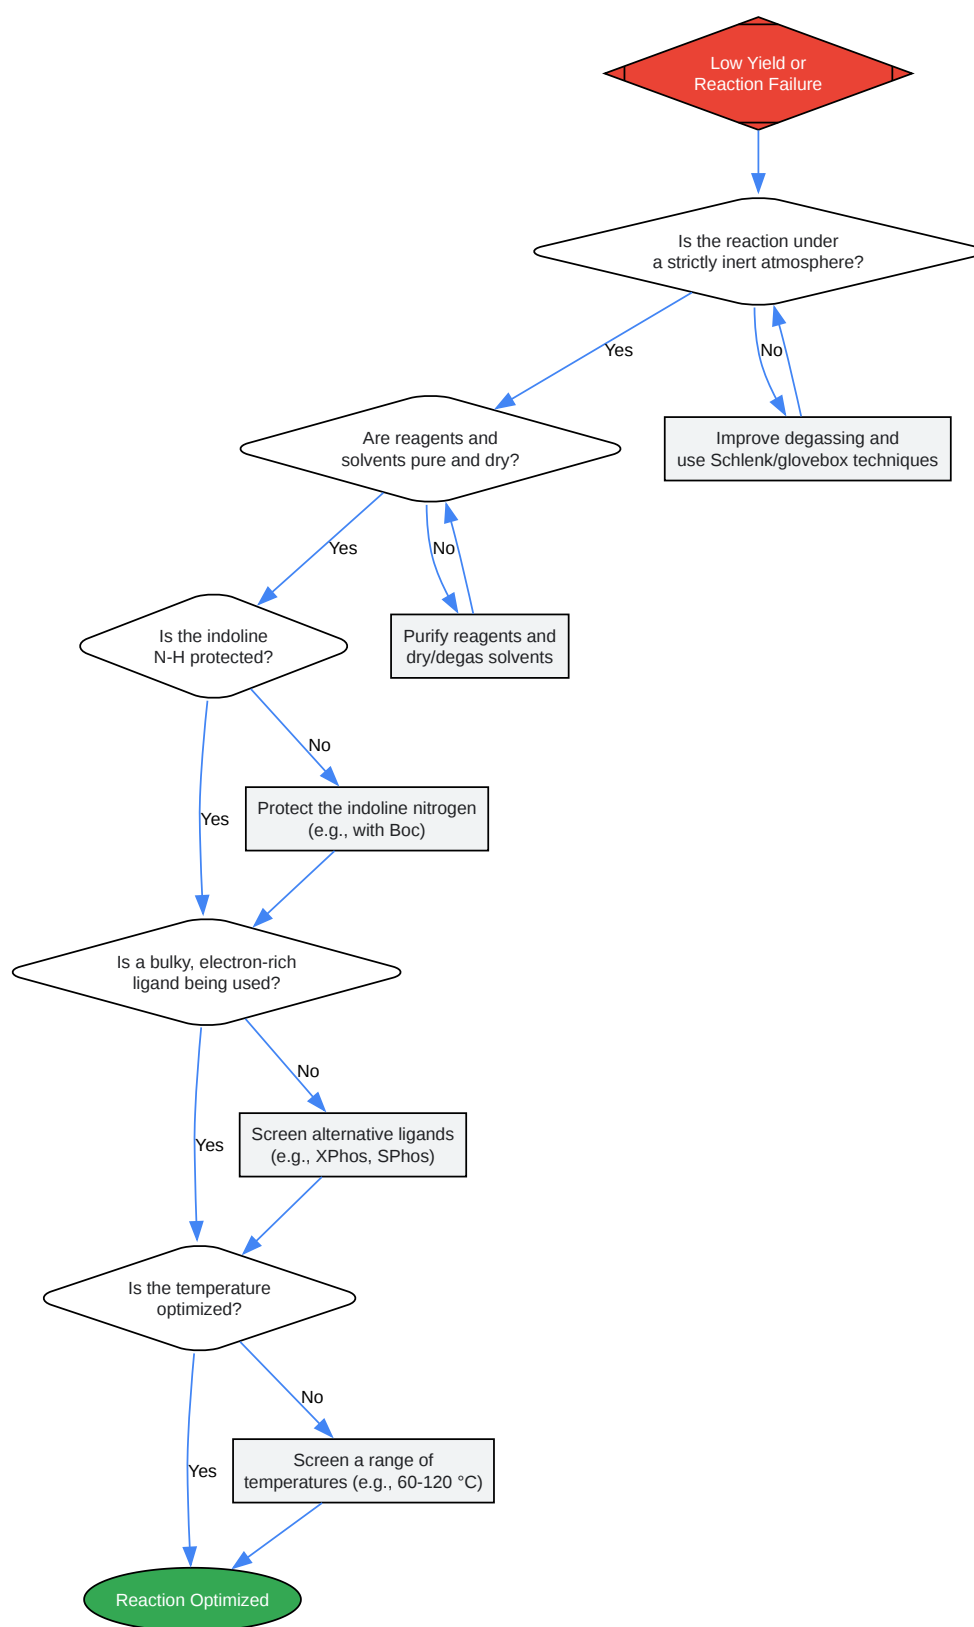 Low Yield or
Reaction Failure
Is the reaction under
a strictly inert atmosphere?
Yes
No
Are reagents and
solvents pure and dry?
Improve degassing and
use Schlenk/glovebox techniques
Yes
No
Is the indoline
N-H protected?
Purify reagents and
dry/degas solvents
No
Protect the indoline nitrogen
(e.g., with Boc)
Yes
Is a bulky, electron-rich
ligand being used?
No
Screen alternative ligands
(e.g., XPhos, SPhos)
Yes
Is the temperature
optimized?
No
Screen a range of
temperatures (e.g., 60-120 °C)
Yes
Reaction Optimized